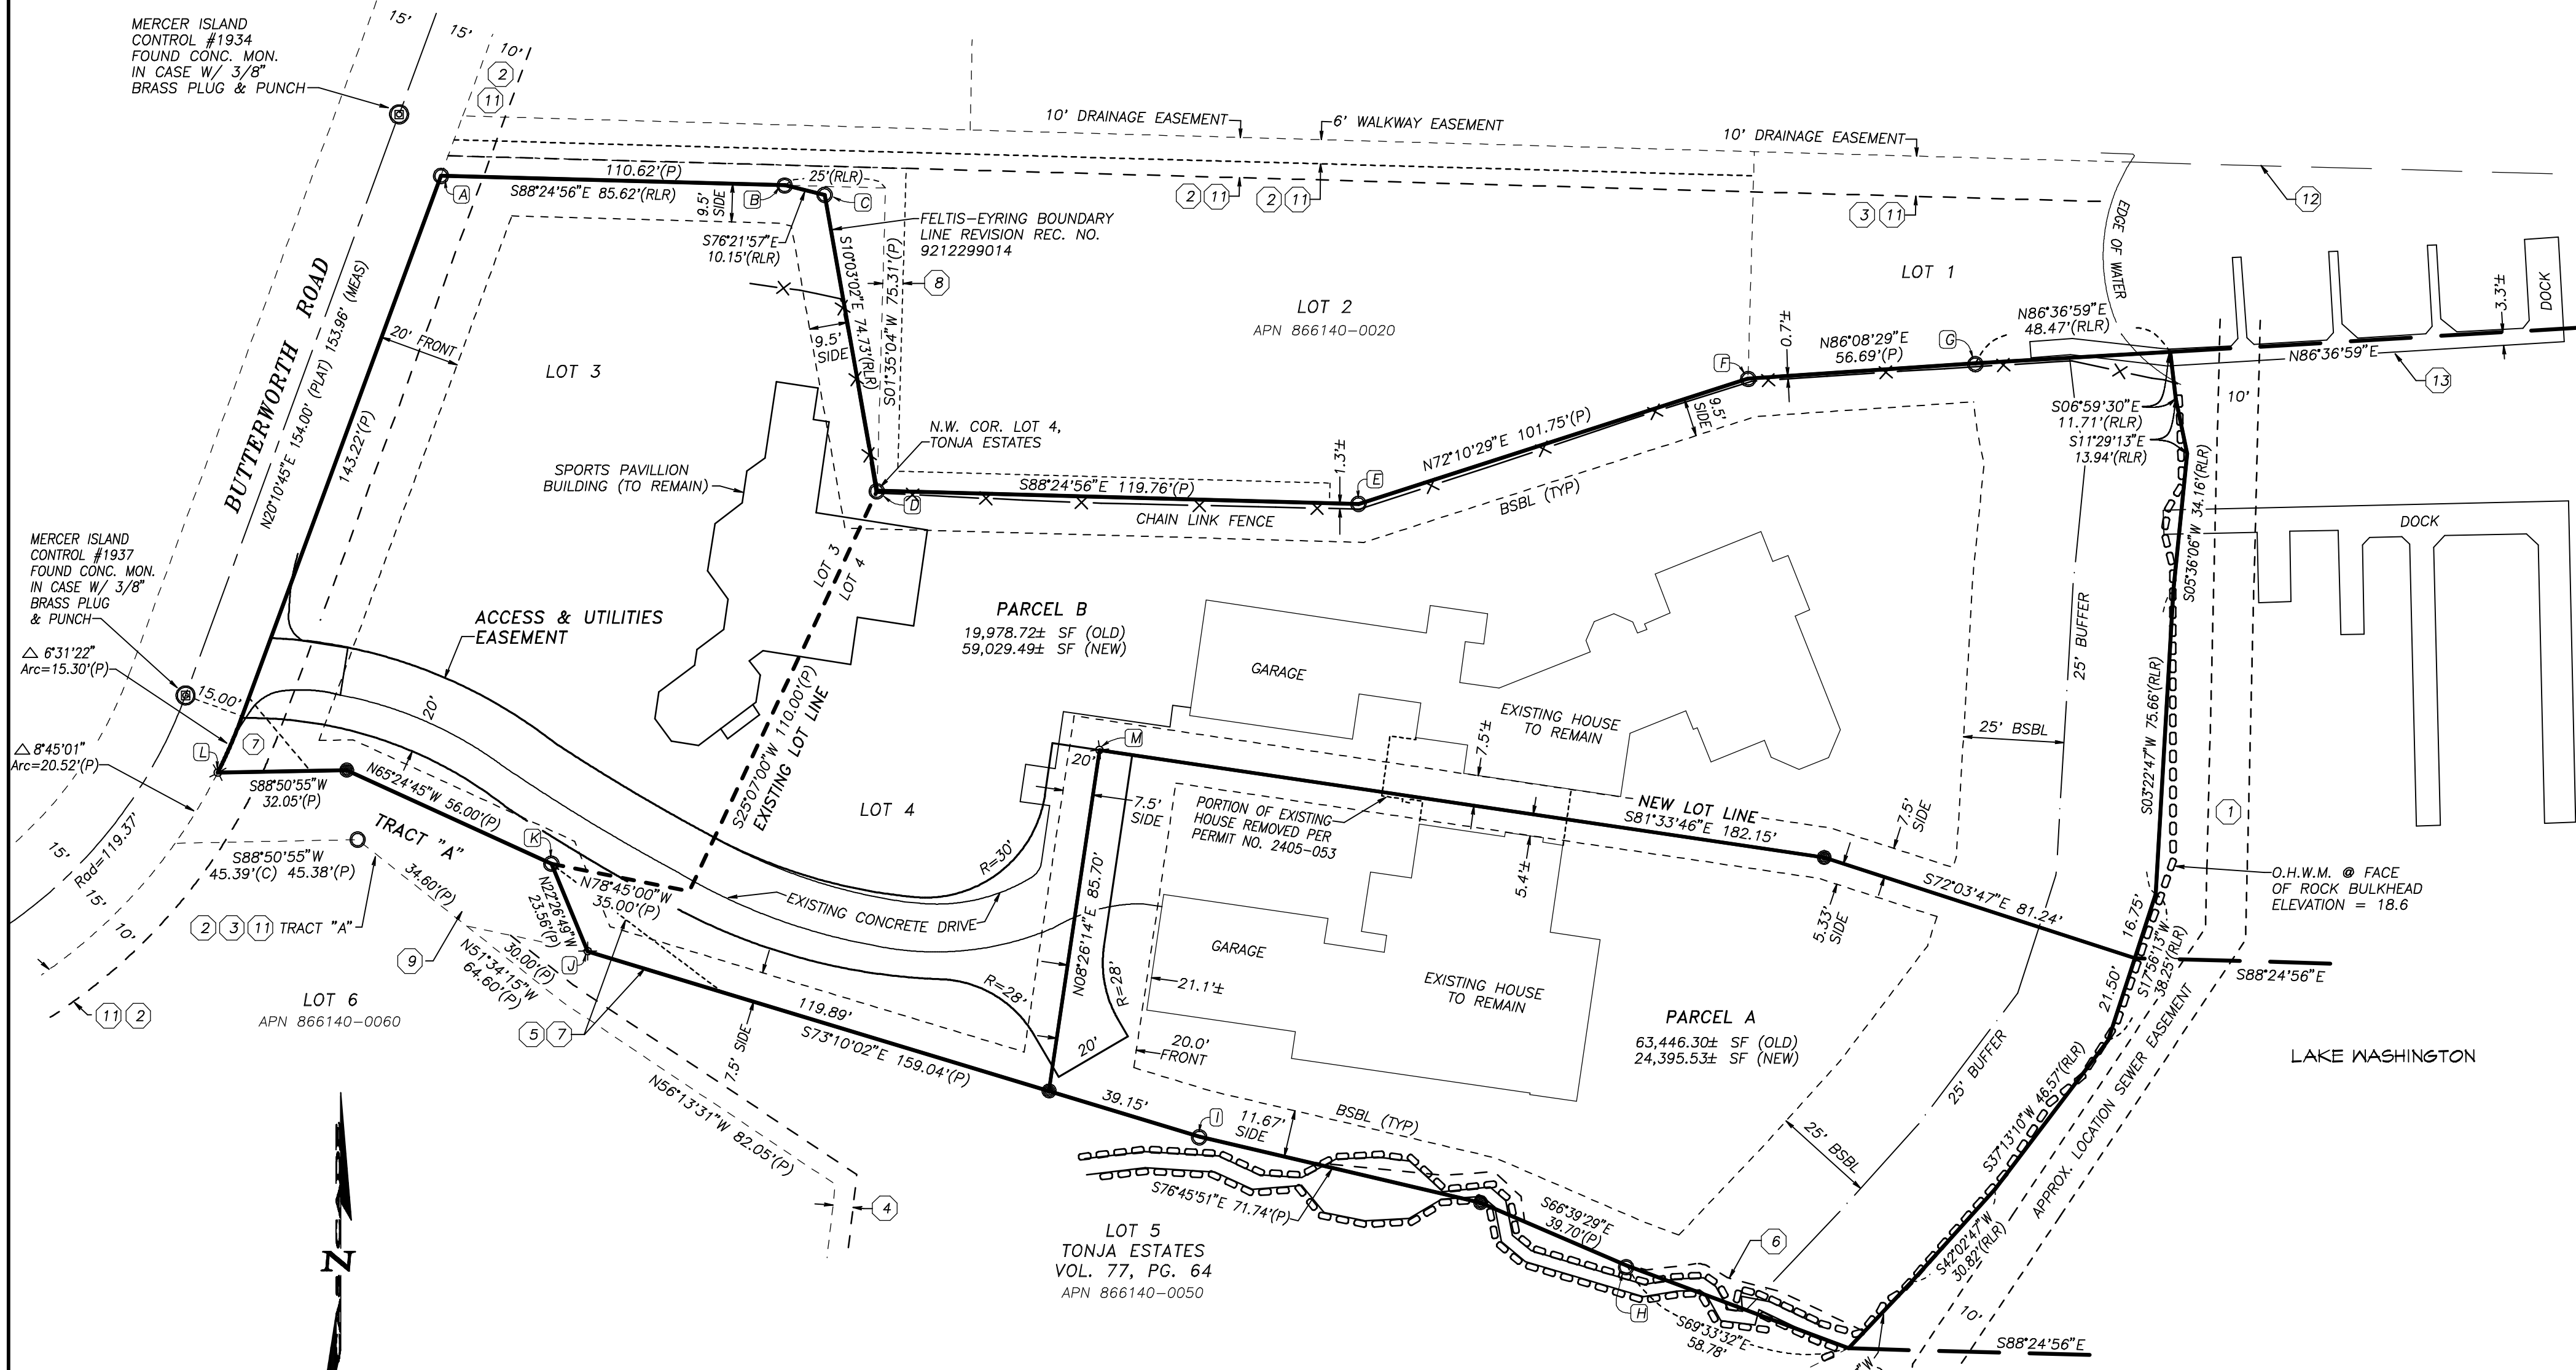 MERCER ISLAND
CONTROL #1934
FOUND CONC. MON.
IN CASE W/ 3/8"
BRASS PLUG & PUNCH
15'
15'
10'
2
11
10' DRAINAGE EASEMENT
6' WALKWAY EASEMENT
10' DRAINAGE EASEMENT
2 11
2 11
3 11
12
110.62'(P)
S88°24'56"E 85.62'(RLR)
25'(RLR)
A
B
C
9.5'
SIDE
S76°21'57"E
10.15'(RLR)
FELTIS-EYRING BOUNDARY
LINE REVISION REC. NO.
9212299014
S10°03'02"E 74.73'(RLR)
S01°35'04"W 75.31'(P)
8
9.5'
SIDE
EDGE OF WATER
LOT 1
LOT 2
APN 866140-0020
DOCK
3.3'±
N86°36'59"E
48.47'(RLR)
0.7'±
N86°08'29"E
56.69'(P)
G
F
N86°36'59"E
13
BUTTERWORTH ROAD
N20°10'45"E 154.00' (PLAT) 153.96' (MEAS)
143.22'(P)
20' FRONT
LOT 3
N.W. COR. LOT 4,
TONJA ESTATES
SPORTS PAVILLION
BUILDING (TO REMAIN)
D
S88°24'56"E 119.76'(P)
1.3'±
E
CHAIN LINK FENCE
N72°10'29"E 101.75'(P)
9.5'
SIDE
BSBL (TYP)
S06°59'30"E
11.71'(RLR)
S11°29'13"E
13.94'(RLR)
10'
S05°36'06"W 34.16'(RLR)
DOCK
MERCER ISLAND
CONTROL #1937
FOUND CONC. MON.
IN CASE W/ 3/8"
BRASS PLUG
& PUNCH
△ 6°31'22"
Arc=15.30'(P)
15.00'
△ 8°45'01"
Arc=20.52'(P)
L
7
ACCESS & UTILITIES
EASEMENT
20'
LOT 3
LOT 4
S25°07'00"W 110.00'(P)
EXISTING LOT LINE
PARCEL B
19,978.72± SF (OLD)
59,029.49± SF (NEW)
GARAGE
EXISTING HOUSE
TO REMAIN
7.5'±
25' BUFFER
25' BSBL
S03°22'47"W 75.66'(RLR)
1
S88°50'55"W
32.05'(P)
N65°24'45"W 56.00'(P)
TRACT "A"
LOT 4
M
20'
7.5'
SIDE
PORTION OF EXISTING
HOUSE REMOVED PER
PERMIT NO. 2405-053
NEW LOT LINE
S81°33'46"E 182.15'
7.5'
SIDE
5.4'±
5.33'
SIDE
S72°03'47"E 81.24'
O.H.W.M. @ FACE
OF ROCK BULKHEAD
ELEVATION = 18.6
Rad=119.37'
15'
15'
10'
S88°50'55"W
45.39'(C) 45.38'(P)
34.60'(P)
K
N22°26'49"W
23.56'(P)
N78°45'00"W
35.00'(P)
EXISTING CONCRETE DRIVE
R=30'
N08°26'14"E 85.70'
R=28'
2 3 11 TRACT "A"
9
30.00'(P)
N51°34'15"W
64.60'(P)
J
5 7
R=28'
20'
21.1'±
20.0'
FRONT
GARAGE
EXISTING HOUSE
TO REMAIN
PARCEL A
63,446.30± SF (OLD)
24,395.53± SF (NEW)
16.75'
21.50'
S17°56'13"W
38.25'(RLR)
S88°24'56"E
LAKE WASHINGTON
11 2
LOT 6
APN 866140-0060
7.5' SIDE
119.89'
S73°10'02"E 159.04'(P)
N56°13'31"W 82.05'(P)
4
39.15'
I
11.67'
SIDE
BSBL (TYP)
25' BSBL
25' BUFFER
S37°13'10"W 46.57'(RLR)
APPROX. LOCATION SEWER EASEMENT
S76°45'51"E 71.74'(P)
S66°39'29"E
39.70'(P)
6
S42°02'47"W
30.82'(RLR)
LOT 5
TONJA ESTATES
VOL. 77, PG. 64
APN 866140-0050
H
S69°33'32"E
58.78'
10'
S88°24'56"E
N